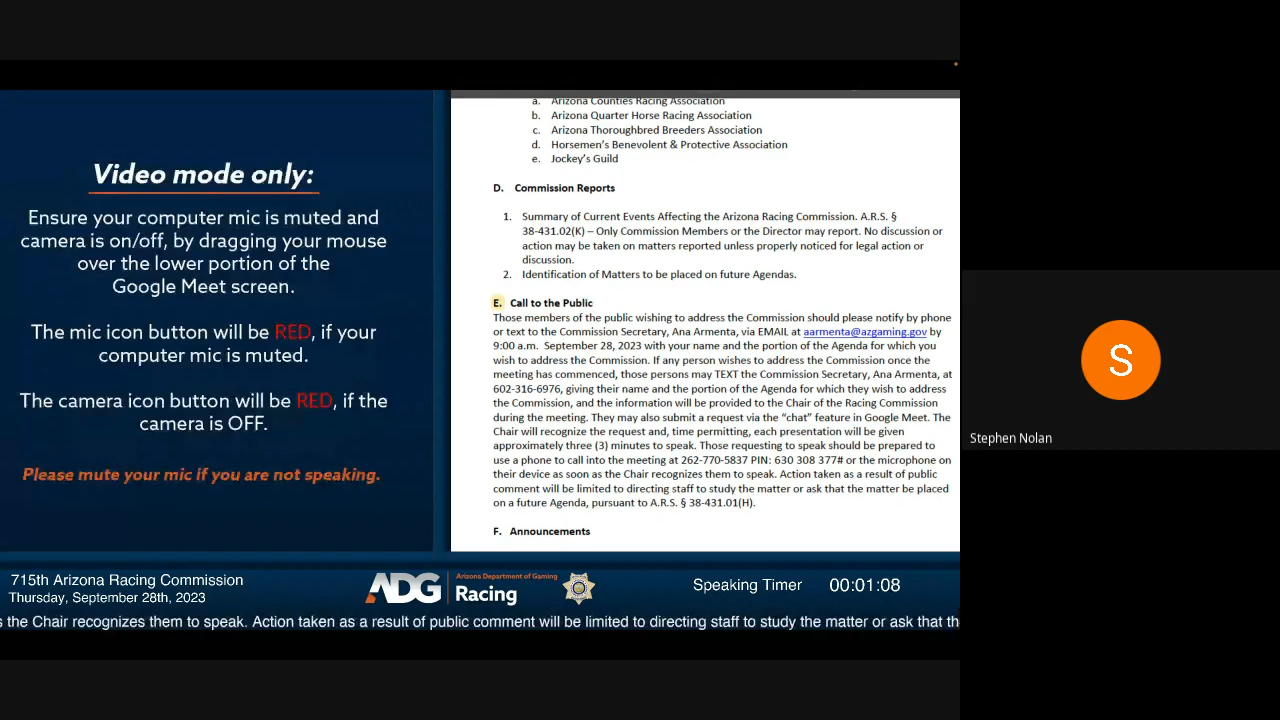 Video mode only:
Ensure your computer mic is muted and
camera is on/off, by dragging your mouse
over the lower portion of the
Google Meet screen.
The mic icon button will be RED, if your
computer mic is muted.
The camera icon button will be RED, if the
camera is OFF.
Please mute your mic if you are not speaking.
a. Arizona Counties Racing Association
b. Arizona Quarter Horse Racing Association
c. Arizona Thoroughbred Breeders Association
d. Horsemen's Benevolent & Protective Association
e. Jockey's Guild
D. Commission Reports
1. Summary of Current Events Affecting the Arizona Racing Commission. A.R.S. §
38-431.02(K) – Only Commission Members or the Director may report. No discussion or
action may be taken on matters reported unless properly noticed for legal action or
discussion.
2. Identification of Matters to be placed on future Agendas.
E. Call to the Public
Those members of the public wishing to address the Commission should please notify by phone
or text to the Commission Secretary, Ana Armenta, via EMAIL at aarmenta@azgaming.gov by
9:00 a.m. September 28, 2023 with your name and the portion of the Agenda for which you
wish to address the Commission. If any person wishes to address the Commission once the
meeting has commenced, those persons may TEXT the Commission Secretary, Ana Armenta, at
602-316-6976, giving their name and the portion of the Agenda for which they wish to address
the Commission, and the information will be provided to the Chair of the Racing Commission
during the meeting. They may also submit a request via the “chat” feature in Google Meet. The
Chair will recognize the request and, time permitting, each presentation will be given
approximately three (3) minutes to speak. Those requesting to speak should be prepared to
use a phone to call into the meeting at 262-770-5837 PIN: 630 308 377# or the microphone on
their device as soon as the Chair recognizes them to speak. Action taken as a result of public
comment will be limited to directing staff to study the matter or ask that the matter be placed
on a future Agenda, pursuant to A.R.S. § 38-431.01(H).
F. Announcements
S
Stephen Nolan
715th Arizona Racing Commission
Thursday, September 28th, 2023
ADG
Arizona Department of Gaming
Racing
Speaking Timer 00:01:08
s the Chair recognizes them to speak. Action taken as a result of public comment will be limited to directing staff to study the matter or ask that th